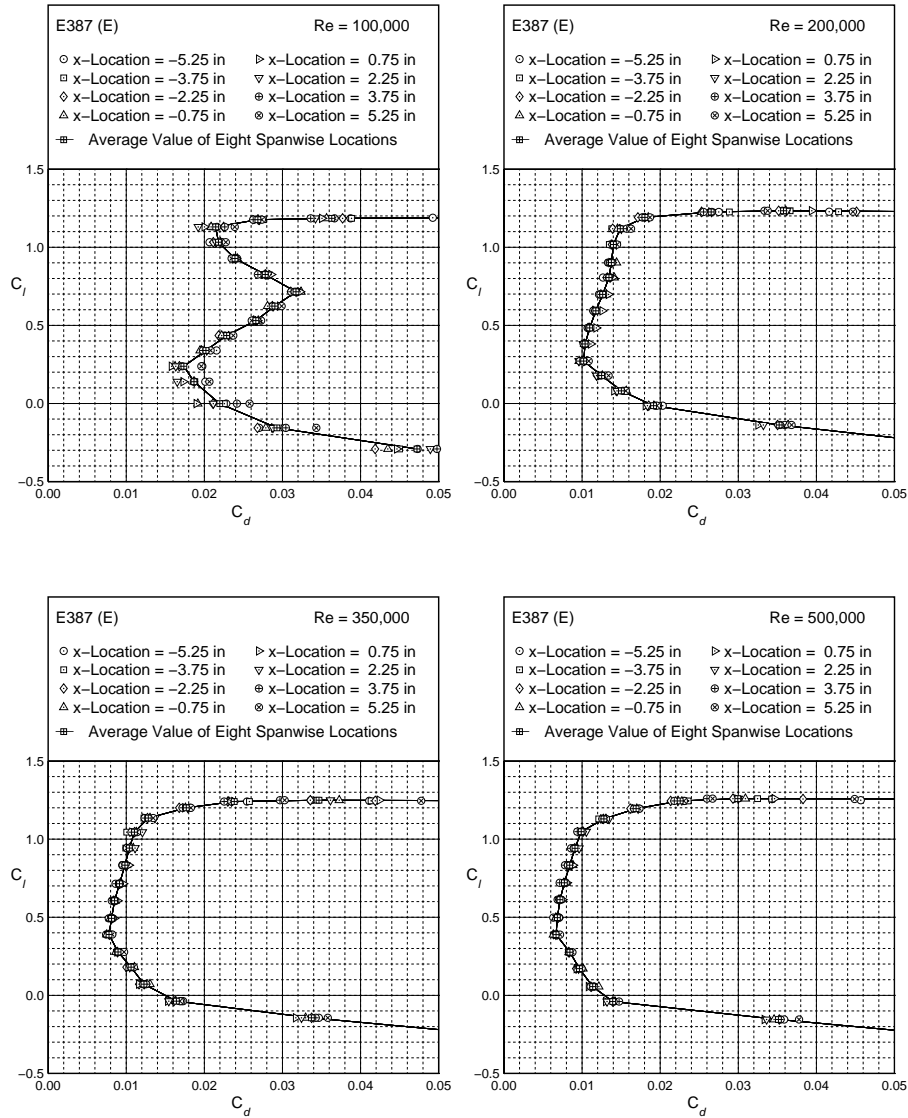 E387 (E) Re = 100,000
x-Location = -5.25 in x-Location = 0.75 in
x-Location = -3.75 in x-Location = 2.25 in
x-Location = -2.25 in x-Location = 3.75 in
x-Location = -0.75 in x-Location = 5.25 in
Average Value of Eight Spanwise Locations
1.5
1.0
Cl
0.5
0.0
-0.5
0.00 0.01 0.02 0.03 0.04 0.05
Cd
E387 (E) Re = 200,000
x-Location = -5.25 in x-Location = 0.75 in
x-Location = -3.75 in x-Location = 2.25 in
x-Location = -2.25 in x-Location = 3.75 in
x-Location = -0.75 in x-Location = 5.25 in
Average Value of Eight Spanwise Locations
1.5
1.0
Cl
0.5
0.0
-0.5
0.00 0.01 0.02 0.03 0.04 0.05
Cd
E387 (E) Re = 350,000
x-Location = -5.25 in x-Location = 0.75 in
x-Location = -3.75 in x-Location = 2.25 in
x-Location = -2.25 in x-Location = 3.75 in
x-Location = -0.75 in x-Location = 5.25 in
Average Value of Eight Spanwise Locations
1.5
1.0
Cl
0.5
0.0
-0.5
0.00 0.01 0.02 0.03 0.04 0.05
Cd
E387 (E) Re = 500,000
x-Location = -5.25 in x-Location = 0.75 in
x-Location = -3.75 in x-Location = 2.25 in
x-Location = -2.25 in x-Location = 3.75 in
x-Location = -0.75 in x-Location = 5.25 in
Average Value of Eight Spanwise Locations
1.5
1.0
Cl
0.5
0.0
-0.5
0.00 0.01 0.02 0.03 0.04 0.05
Cd